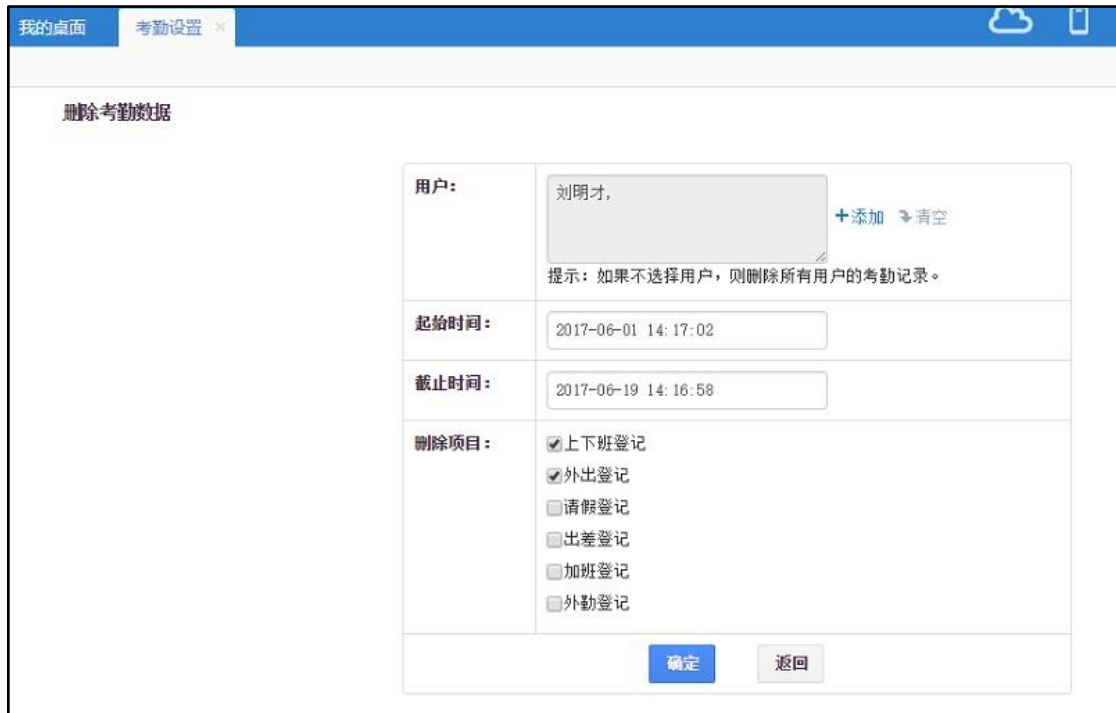 我的桌面 考勤设置 ×
删除考勤数据
用户：
刘明才,
+添加 清空
提示：如果不选择用户，则删除所有用户的考勤记录。
起始时间：
2017-06-01 14:17:02
截止时间：
2017-06-19 14:16:58
删除项目：
上下班登记
外出登记
请假登记
出差登记
加班登记
外勤登记
确定 返回